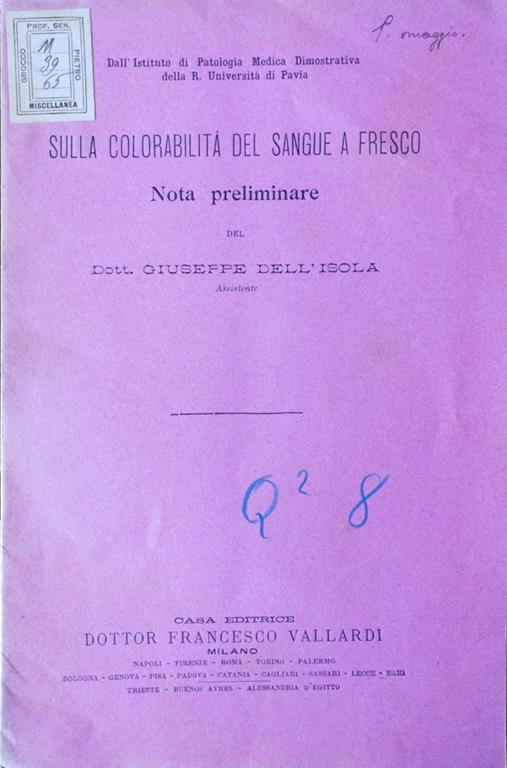 PROF. SEN.
GROCCO
PIETRO
11
39
65
MISCELLANEA
P. omaggio.
Dall' Istituto di Patologia Medica Dimostrativa
della R. Università di Pavia
SULLA COLORABILITÁ DEL SANGUE A FRESCO
Nota preliminare
DEL
Dott. GIUSEPPE DELL'ISOLA
Assistente
Q² 8
CASA EDITRICE
DOTTOR FRANCESCO VALLARDI
MILANO
NAPOLI - FIRENZE - ROMA - TORINO - PALERMO
BOLOGNA - GENOVA - PISA - PADOVA - CATANIA - CAGLIARI - SASSARI - LECCE - BARI
TRIESTE - BUENOS AYRES - ALESSANDRIA D'EGITTO